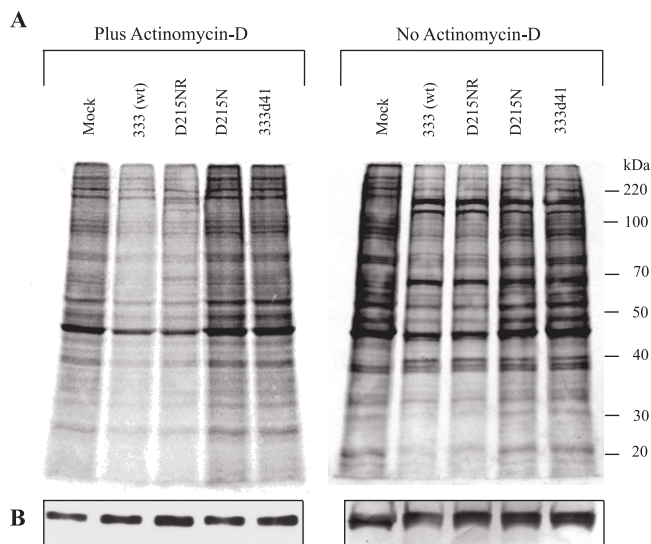 A
Plus Actinomycin-D
No Actinomycin-D
Mock
333 (wt)
D215NR
D215N
333d41
Mock
333 (wt)
D215NR
D215N
333d41
kDa
220
100
70
50
40
30
20
B